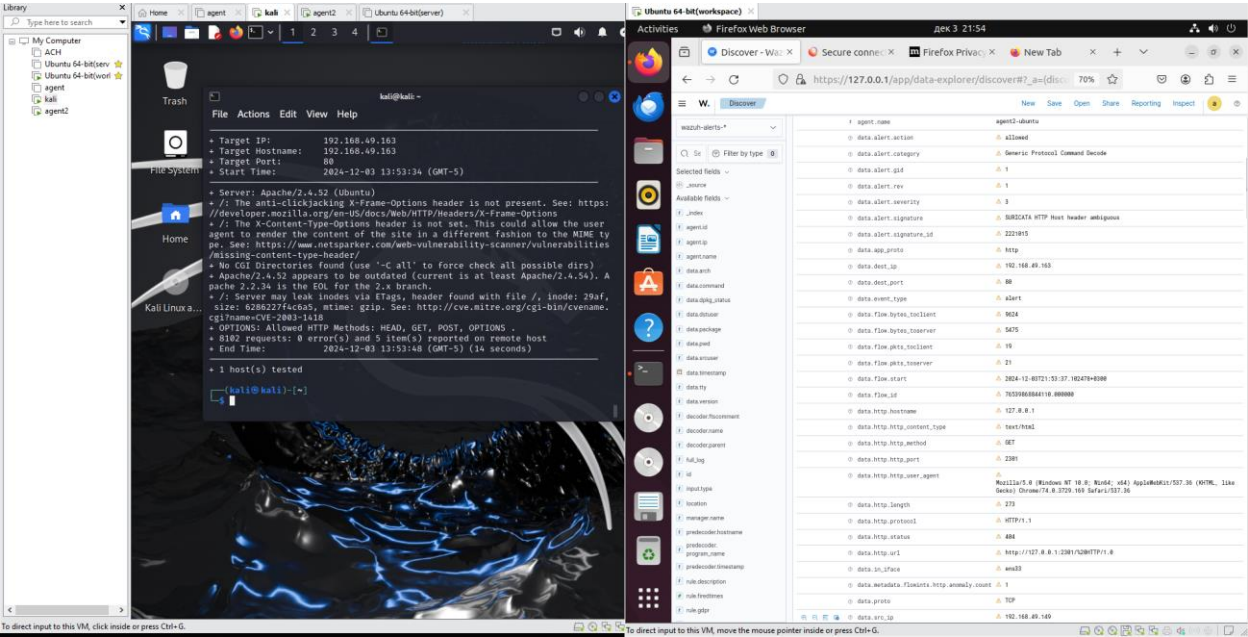 Library
Type here to search
My Computer
ACH
Ubuntu 64-bit(serv
Ubuntu 64-bit(worl
agent
kali
agent2
Home
agent
kali
agent2
Ubuntu 64-bit(server)
1 2 3 4
Trash
File System
Home
Kali Linux a...
kali@kali: ~
File Actions Edit View Help
+ Target IP: 192.168.49.163
+ Target Hostname: 192.168.49.163
+ Target Port: 80
+ Start Time: 2024-12-03 13:53:34 (GMT-5)
+ Server: Apache/2.4.52 (Ubuntu)
+ /: The anti-clickjacking X-Frame-Options header is not present. See: https:
//developer.mozilla.org/en-US/docs/Web/HTTP/Headers/X-Frame-Options
+ /: The X-Content-Type-Options header is not set. This could allow the user
agent to render the content of the site in a different fashion to the MIME ty
pe. See: https://www.netsparker.com/web-vulnerability-scanner/vulnerabilities
/missing-content-type-header/
+ No CGI Directories found (use '-C all' to force check all possible dirs)
+ Apache/2.4.52 appears to be outdated (current is at least Apache/2.4.54). A
pache 2.2.34 is the EOL for the 2.x branch.
+ /: Server may leak inodes via ETags, header found with file /, inode: 29af,
size: 6286227f4c6a5, mtime: gzip. See: http://cve.mitre.org/cgi-bin/cvename.
cgi?name=CVE-2003-1418
+ OPTIONS: Allowed HTTP Methods: HEAD, GET, POST, OPTIONS .
+ 8102 requests: 0 error(s) and 5 item(s) reported on remote host
+ End Time: 2024-12-03 13:53:48 (GMT-5) (14 seconds)
+ 1 host(s) tested
(kali㉿kali)-[~]
$
To direct input to this VM, click inside or press Ctrl+G.
Ubuntu 64-bit(workspace)
Activities Firefox Web Browser дек 3 21:54
Discover - Waz
Secure connec
Firefox Privacy
New Tab
https://127.0.0.1/app/data-explorer/discover#?_a=(disc 70%
W. Discover New Save Open Share Reporting Inspect a
wazuh-alerts-*
Se Filter by type 0
Selected fields
_source
Available fields
_index
agent.id
agent.ip
agent.name
data.arch
data.command
data.dpkg_status
data.dstuser
data.package
data.pwd
data.srcuser
data.timestamp
data.tty
data.version
decoder.ftscomment
decoder.name
decoder.parent
full_log
id
input.type
location
manager.name
predecoder.hostname
predecoder.
program_name
predecoder.timestamp
rule.description
rule.firedtimes
rule.gdpr
agent.name agent2-ubuntu
data.alert.action allowed
data.alert.category Generic Protocol Command Decode
data.alert.gid 1
data.alert.rev 1
data.alert.severity 3
data.alert.signature SURICATA HTTP Host header ambiguous
data.alert.signature_id 2221015
data.app_proto http
data.dest_ip 192.168.49.163
data.dest_port 80
data.event_type alert
data.flow.bytes_toclient 9624
data.flow.bytes_toserver 5475
data.flow.pkts_toclient 19
data.flow.pkts_toserver 21
data.flow.start 2024-12-03T21:53:37.102478+0300
data.flow_id
data.http.hostname 127.0.0.1
data.http.http_content_type text/html
data.http.http_method GET
data.http.http_port 2301
data.http.http_user_agent
Mozilla/5.0 (Windows NT 10.0; Win64; x64) AppleWebKit/537.36 (KHTML, like
Gecko) Chrome/74.0.3729.169 Safari/537.36
data.http.length 273
data.http.protocol HTTP/1.1
data.http.status 404
data.http.url http://127.0.0.1:2301/%20HTTP/1.0
data.in_iface ens33
data.metadata.flowints.http.anomaly.count 1
data.proto TCP
data.src_ip 192.168.49.149
To direct input to this VM, move the mouse pointer inside or press Ctrl+G.